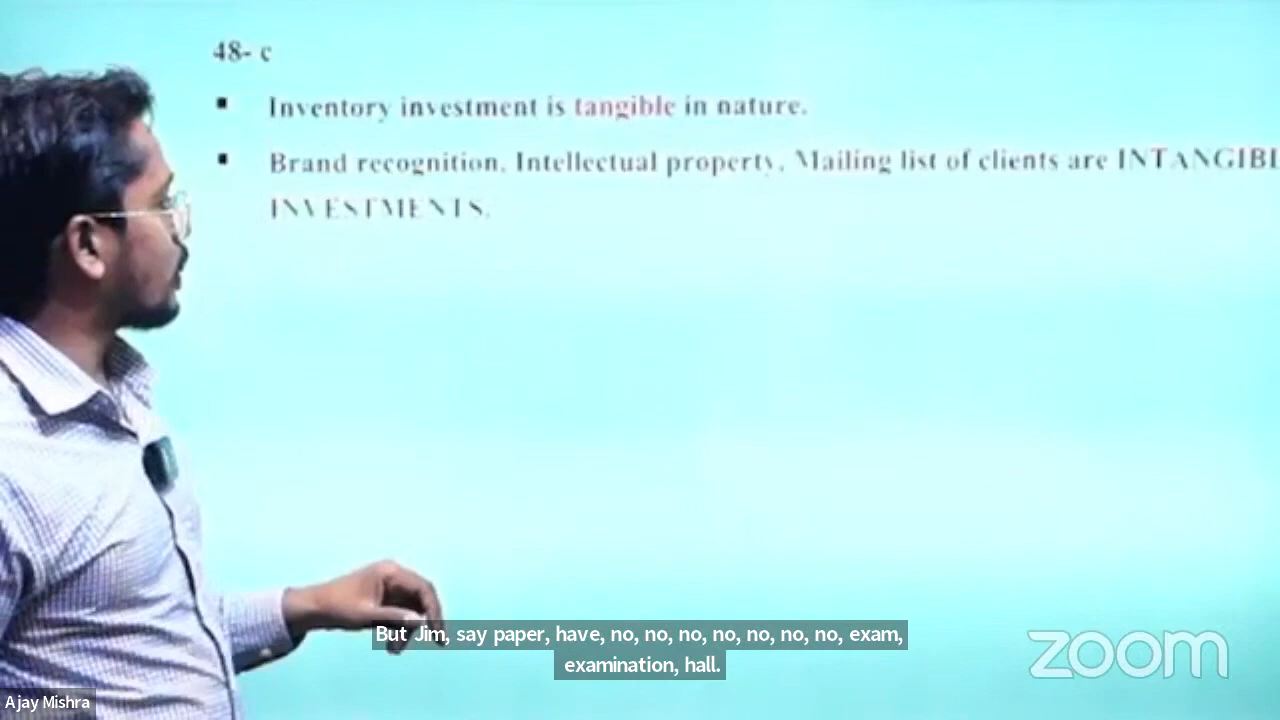 48- c
▪ Inventory investment is tangible in nature.
▪ Brand recognition, Intellectual property, Mailing list of clients are INTANGIBL
INVESTMENTS.
But Jim, say paper, have, no, no, no, no, no, no, no, exam,
examination, hall.
zoom
Ajay Mishra